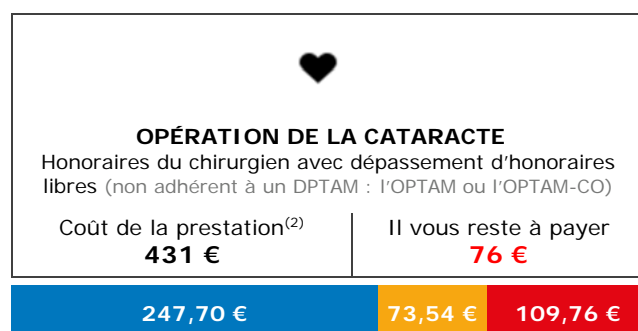 OPÉRATION DE LA CATARACTE
Honoraires du chirurgien avec dépassement d’honoraires
libres (non adhérent à un DPTAM : l’OPTAM ou l’OPTAM-CO)
Coût de la prestation(2)
431 €
Il vous reste à payer
76 €
247,70 € 73,54 € 109,76 €